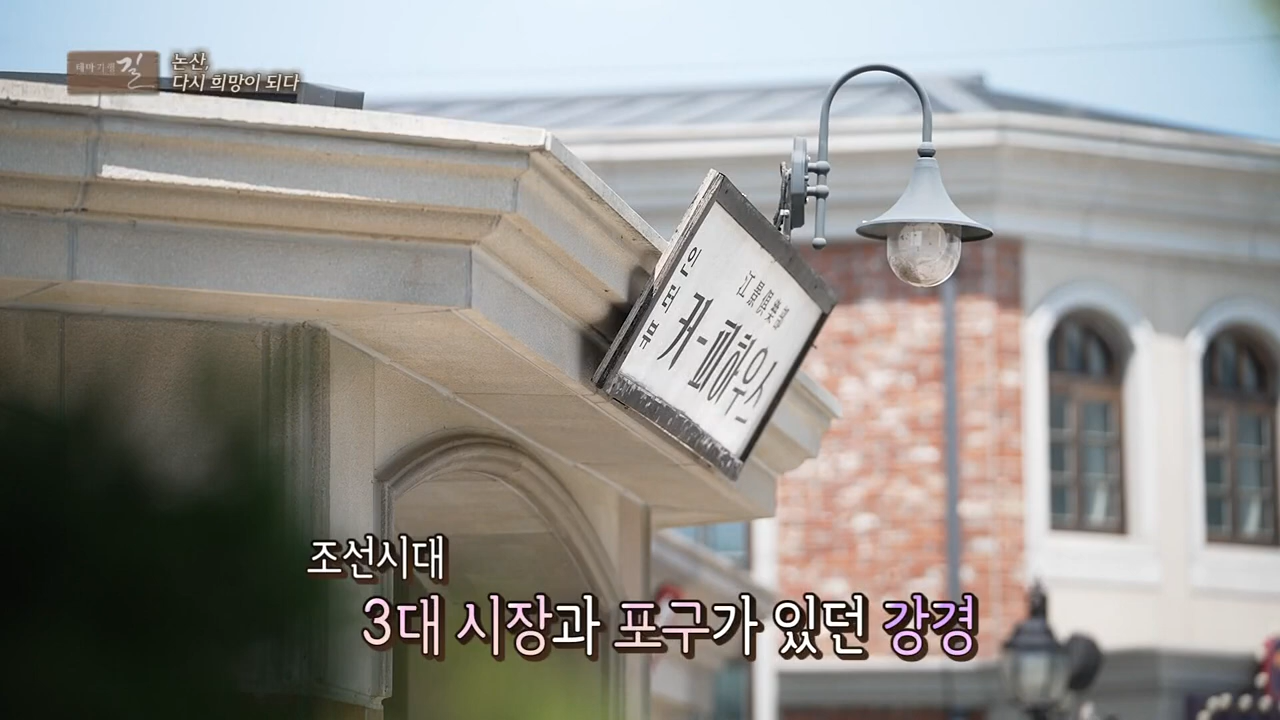 테마기행 길
논산,
다시 희망이 되다
커-피하우스
조선시대
3대 시장과 포구가 있던 강경